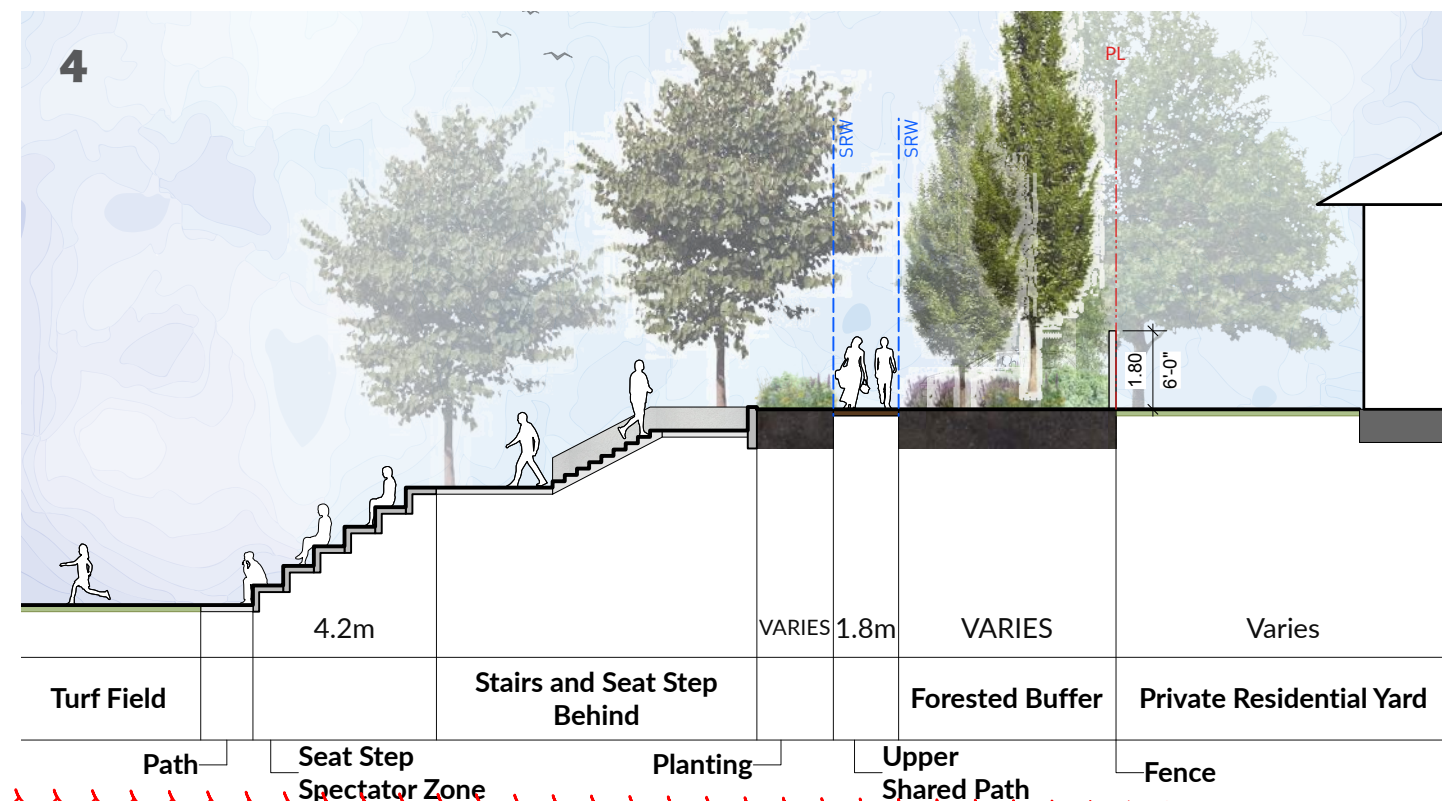 4
PL
SRW
SRW
1.80
6'-0"
4.2m
VARIES
1.8m
VARIES
Varies
Turf Field
Stairs and Seat Step
Behind
Forested Buffer
Private Residential Yard
Path
Seat Step
Spectator Zone
Planting
Upper
Shared Path
Fence